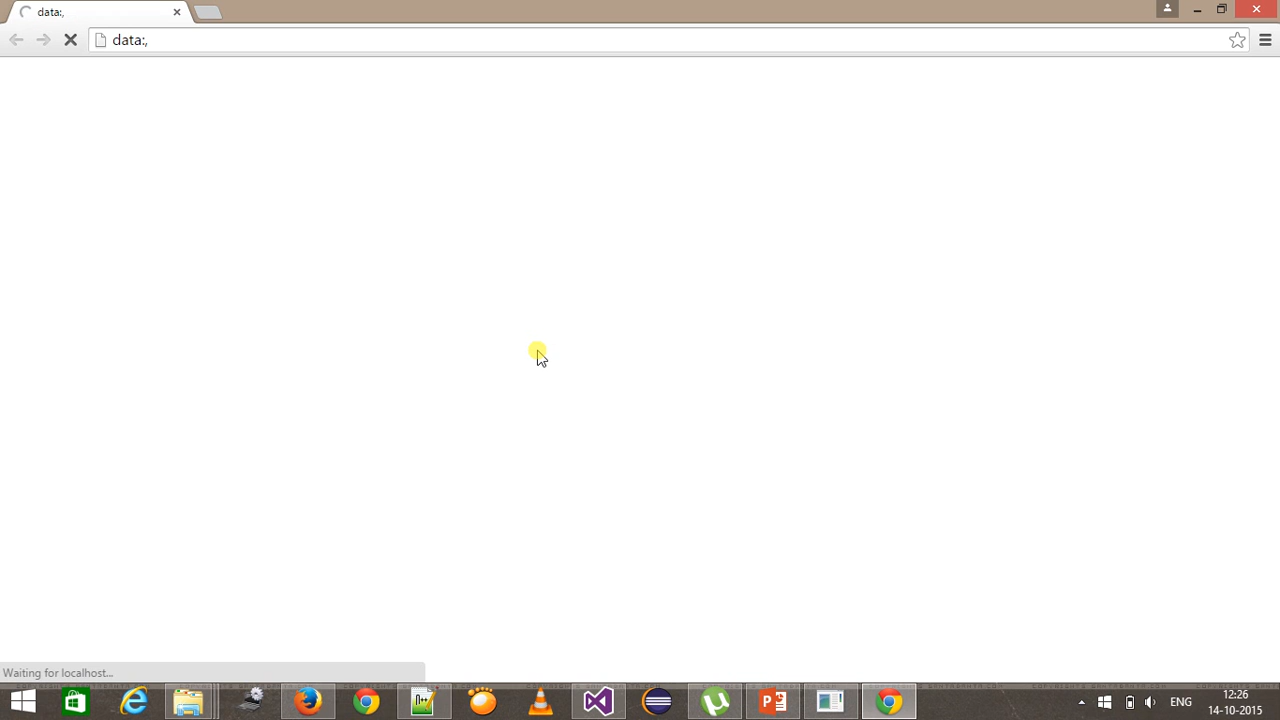 data:,
data:,
Waiting for localhost...
N++
P
ENG
12:26
14-10-2015